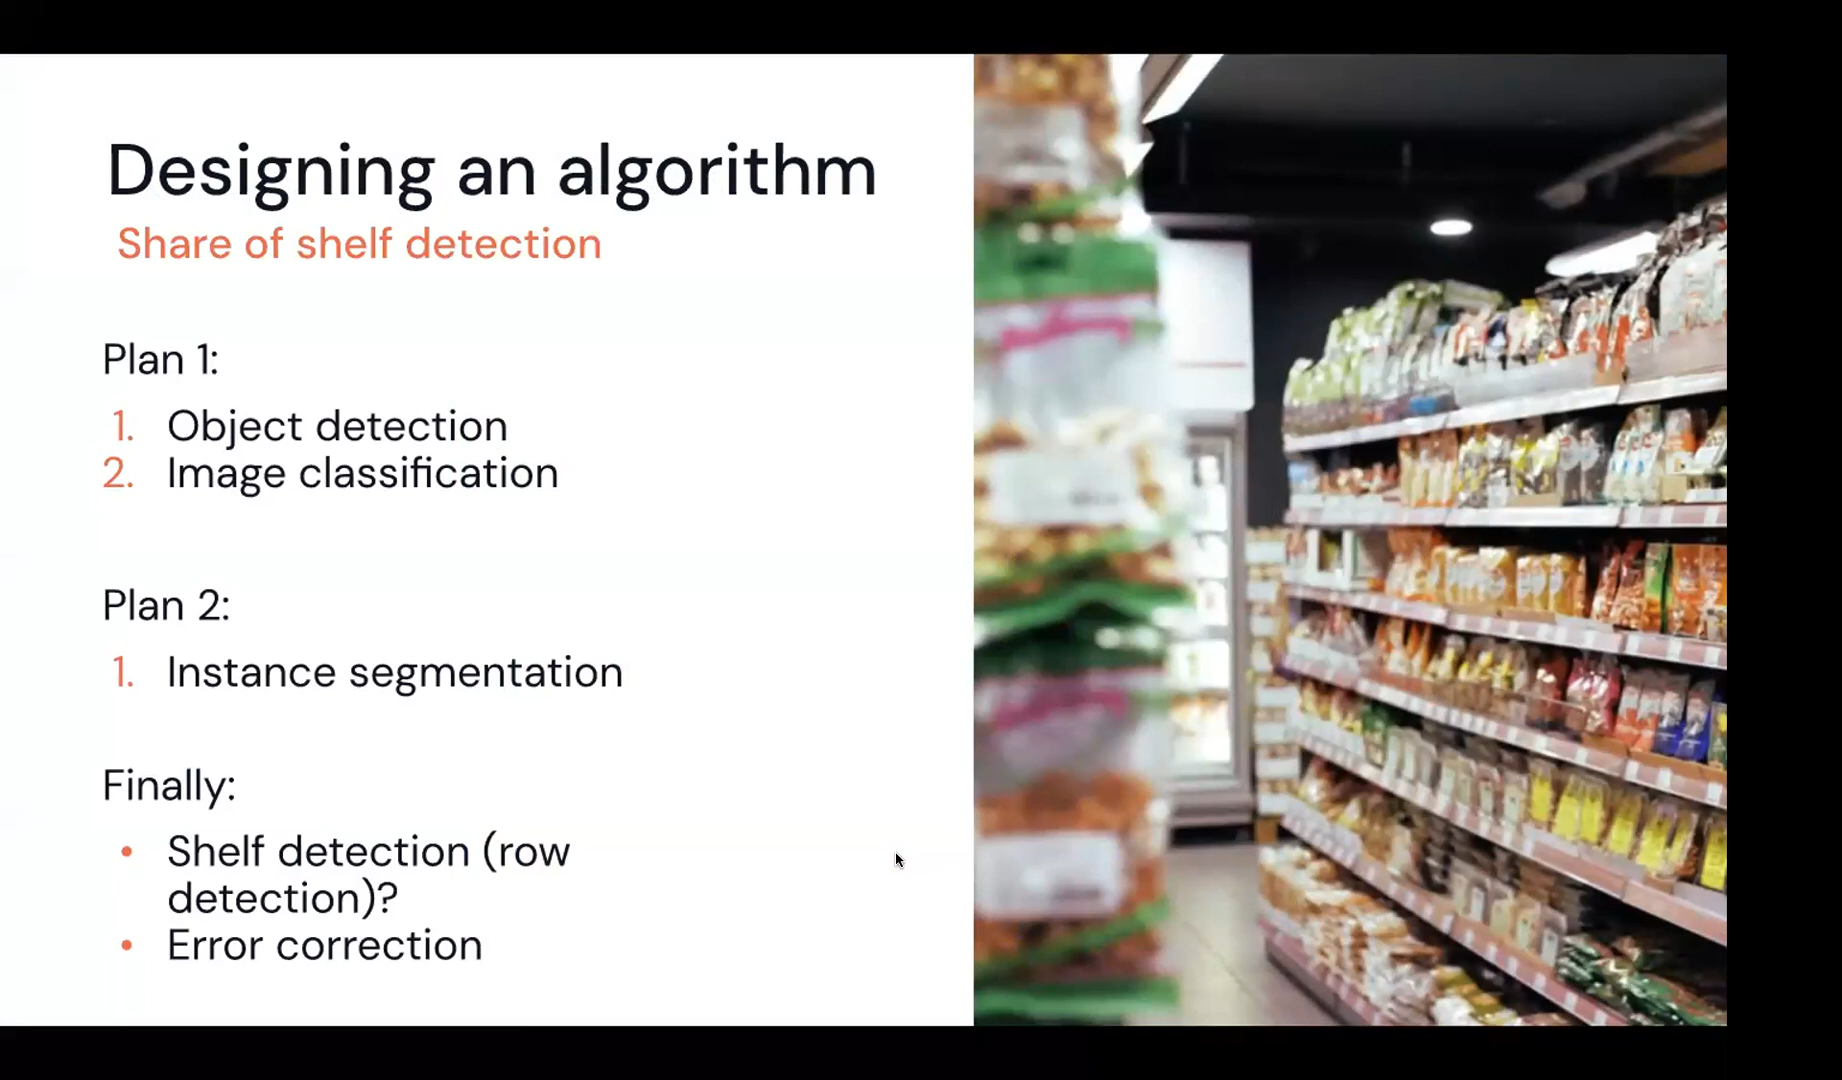 Designing an algorithm
Share of shelf detection
Plan 1:
1. Object detection
2. Image classification
Plan 2:
1. Instance segmentation
Finally:
• Shelf detection (row
detection)?
• Error correction